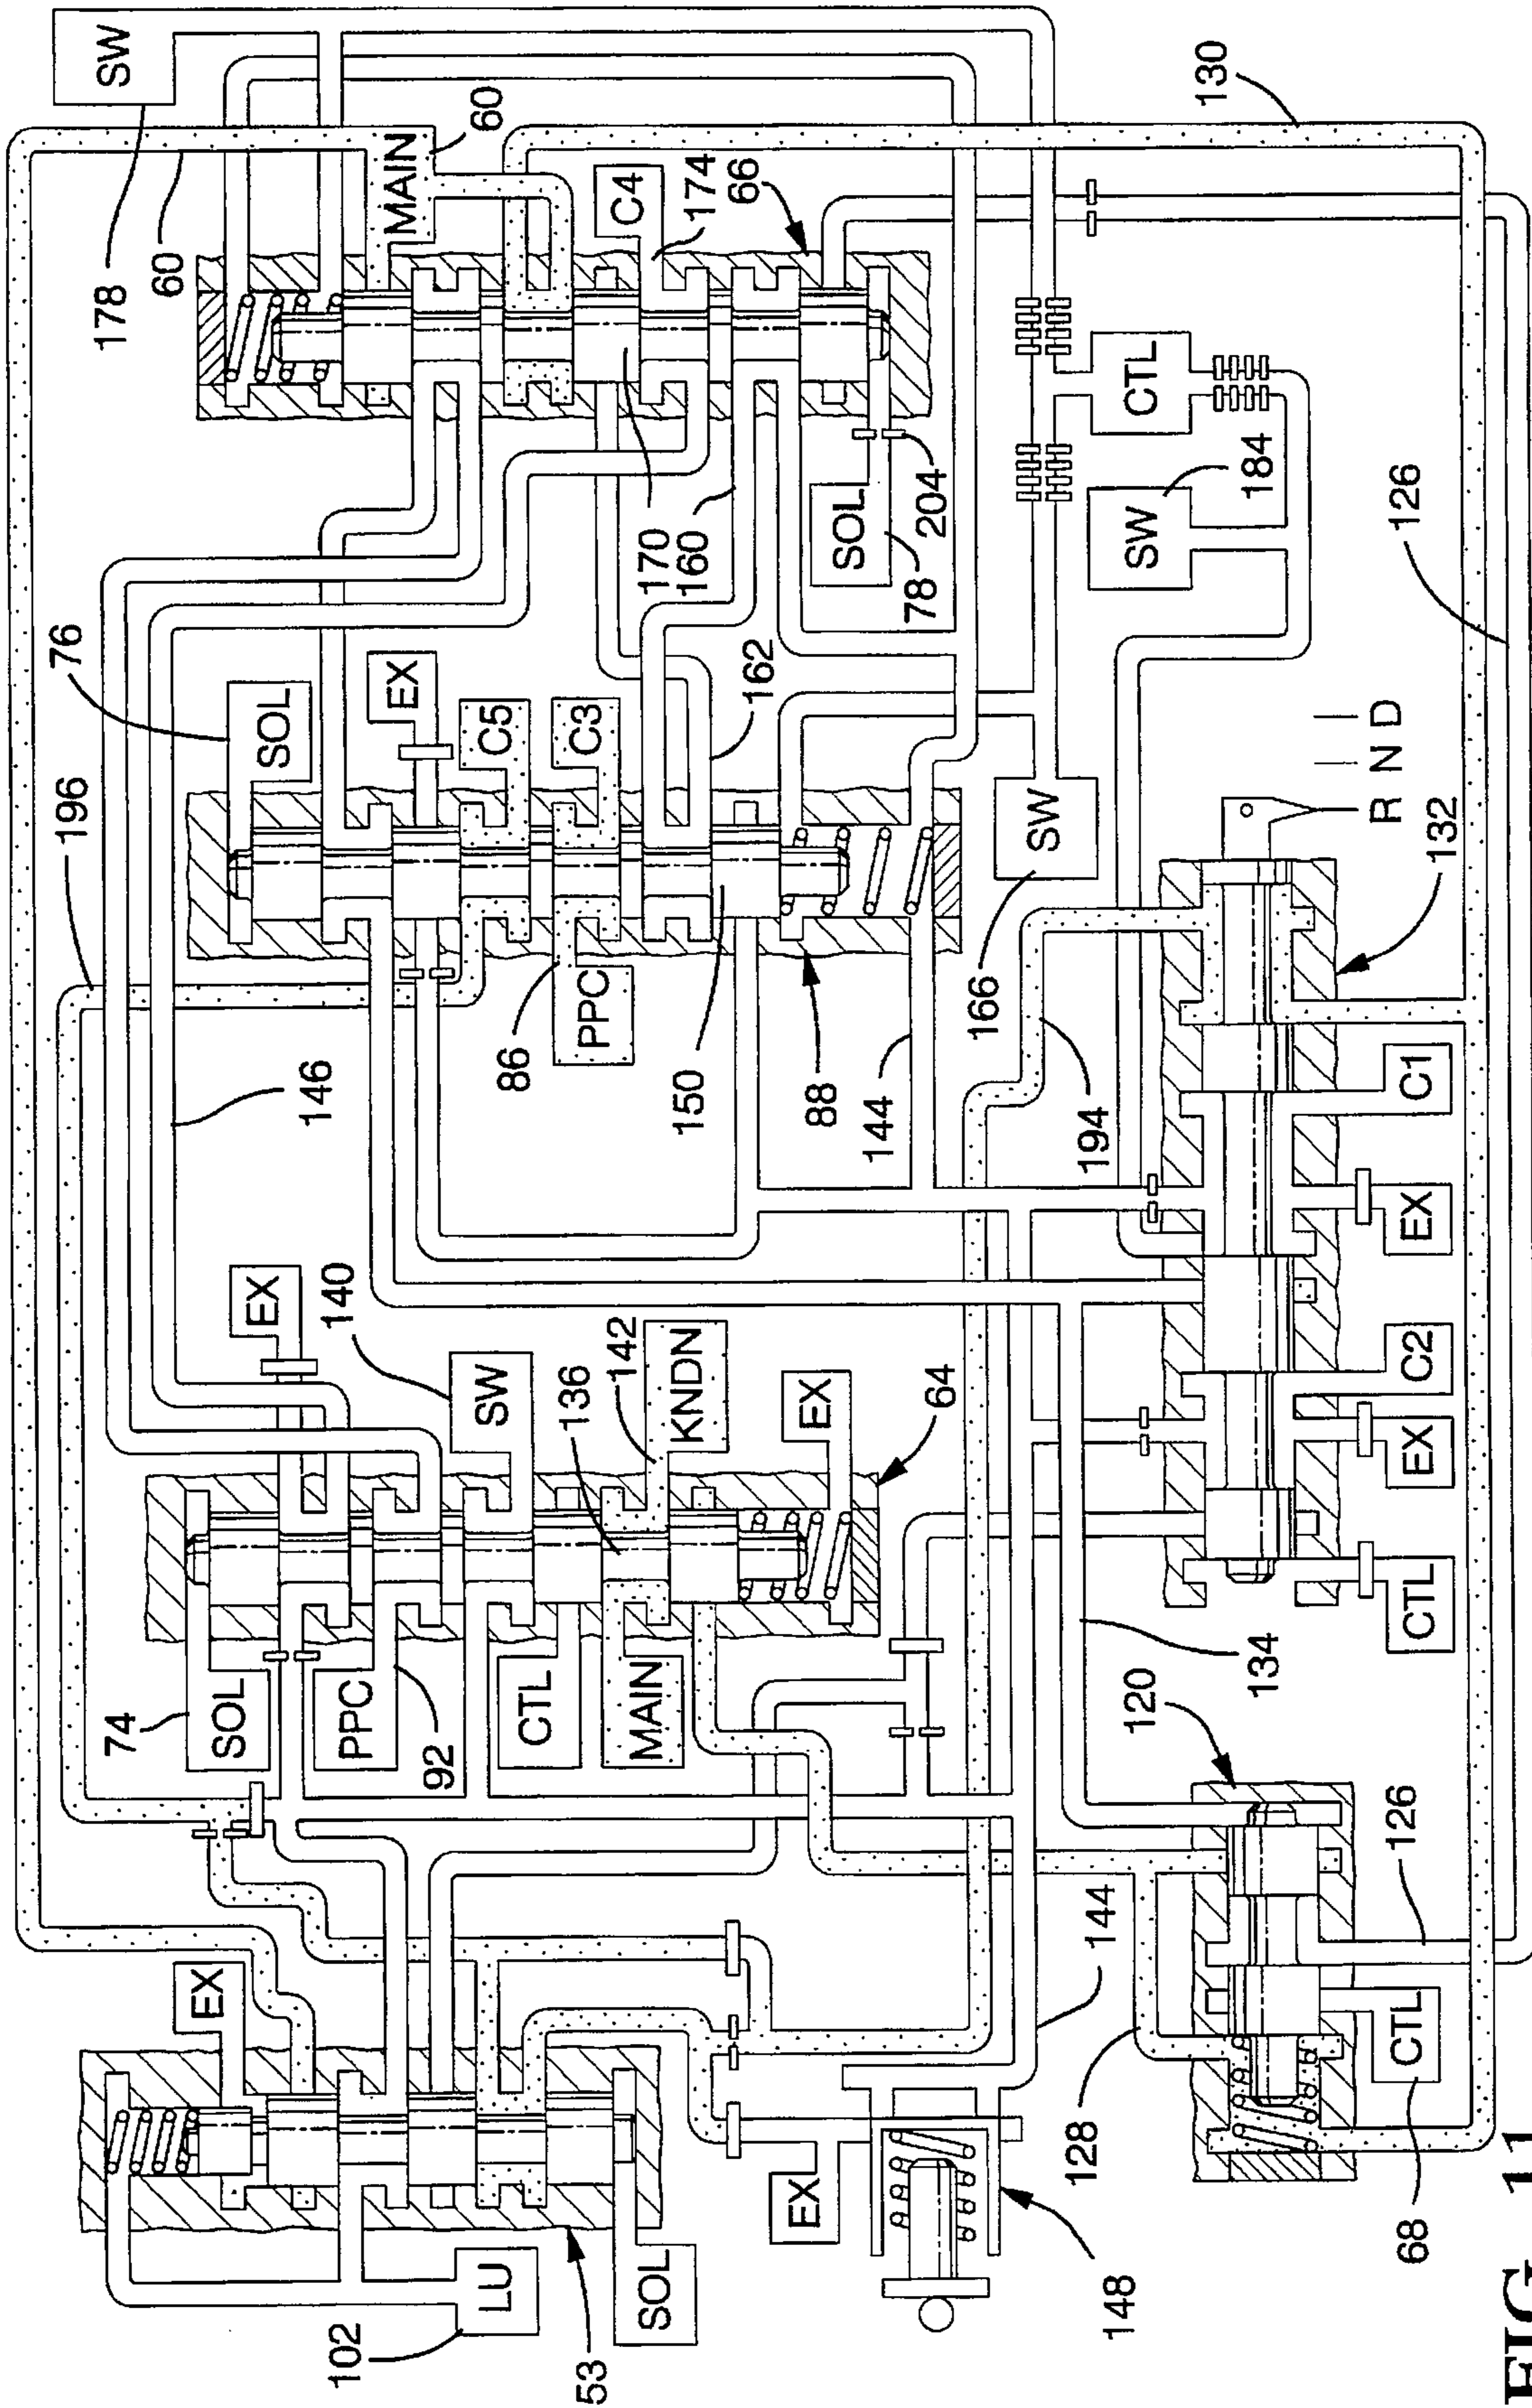 SW
178
60
MAIN
60
C4
174
66
130
76
SOL
EX
C5
C3
170
160
162
SOL
78
204
CTL
SW
184
126
196
146
86
PPC
150
88
144
SW
166
194
R N D
132
EX
140
SW
136
142
KNDN
EX
64
C1
EX
C2
EX
CTL
74
SOL
PPC
92
CTL
MAIN
134
120
126
EX
144
128
CTL
68
102
LU
53
SOL
EX
148
FIG. 11